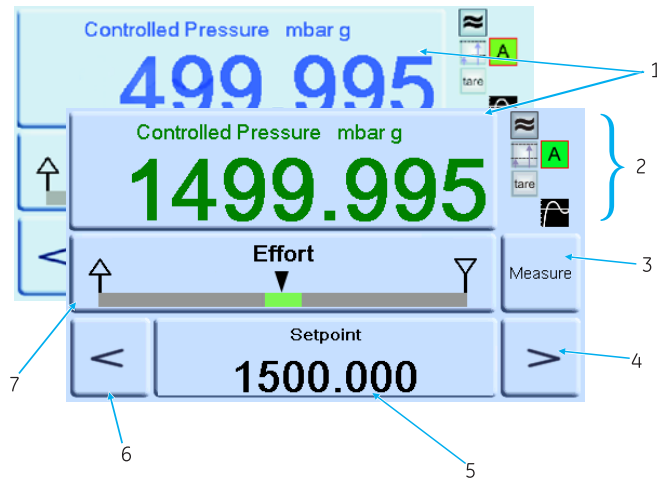 Controlled Pressure mbar g
499.995
A
tare
1
Controlled Pressure mbar g
1499.995
A
tare
2
Effort
Measure
3
<
Setpoint
1500.000
>
4
7
6
5
<